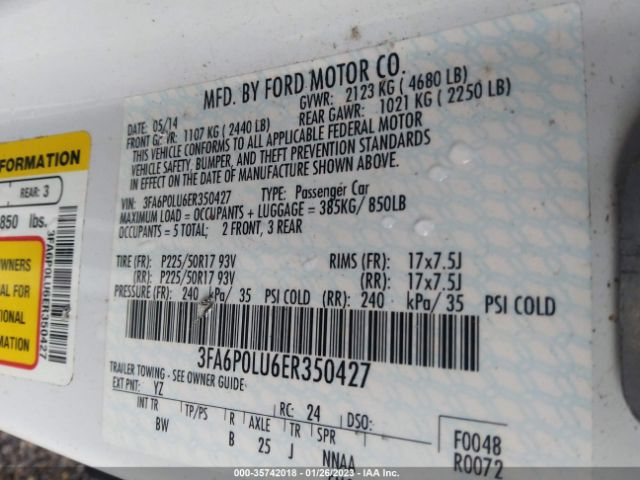 MFD. BY FORD MOTOR CO.
DATE: 05/14 GVWR: 2123 KG ( 4680 LB)
FRONT GAWR: 1107 KG ( 2440 LB) REAR GAWR: 1021 KG ( 2250 LB)
THIS VEHICLE CONFORMS TO ALL APPLICABLE FEDERAL MOTOR
VEHICLE SAFETY, BUMPER, AND THEFT PREVENTION STANDARDS
IN EFFECT ON THE DATE OF MANUFACTURE SHOWN ABOVE.
VIN: 3FA6P0LU6ER350427 TYPE: Passenger Car
MAXIMUM LOAD = OCCUPANTS + LUGGAGE = 385KG/ 850LB
OCCUPANTS = 5 TOTAL; 2 FRONT, 3 REAR
TIRE (FR): P225/50R17 93V RIMS (FR): 17x7.5J
(RR): P225/50R17 93V (RR): 17x7.5J
PRESSURE (FR): 240 kPa/ 35 PSI COLD (RR): 240 kPa/ 35 PSI COLD
3FA6P0LU6ER350427
TRAILER TOWING - SEE OWNER GUIDE
EXT PNT: YZ RC: 24 DSO:
INT TR TP/PS R AXLE TR SPR
BW B 25 J NNAA
F0048
R0072
FORMATION
REAR: 3
850 lbs.
WNERS
AL FOR
TIONAL
MATION
3FA6P0LU6ER350427
000-35742018 - 01/26/2023 - IAA, Inc.